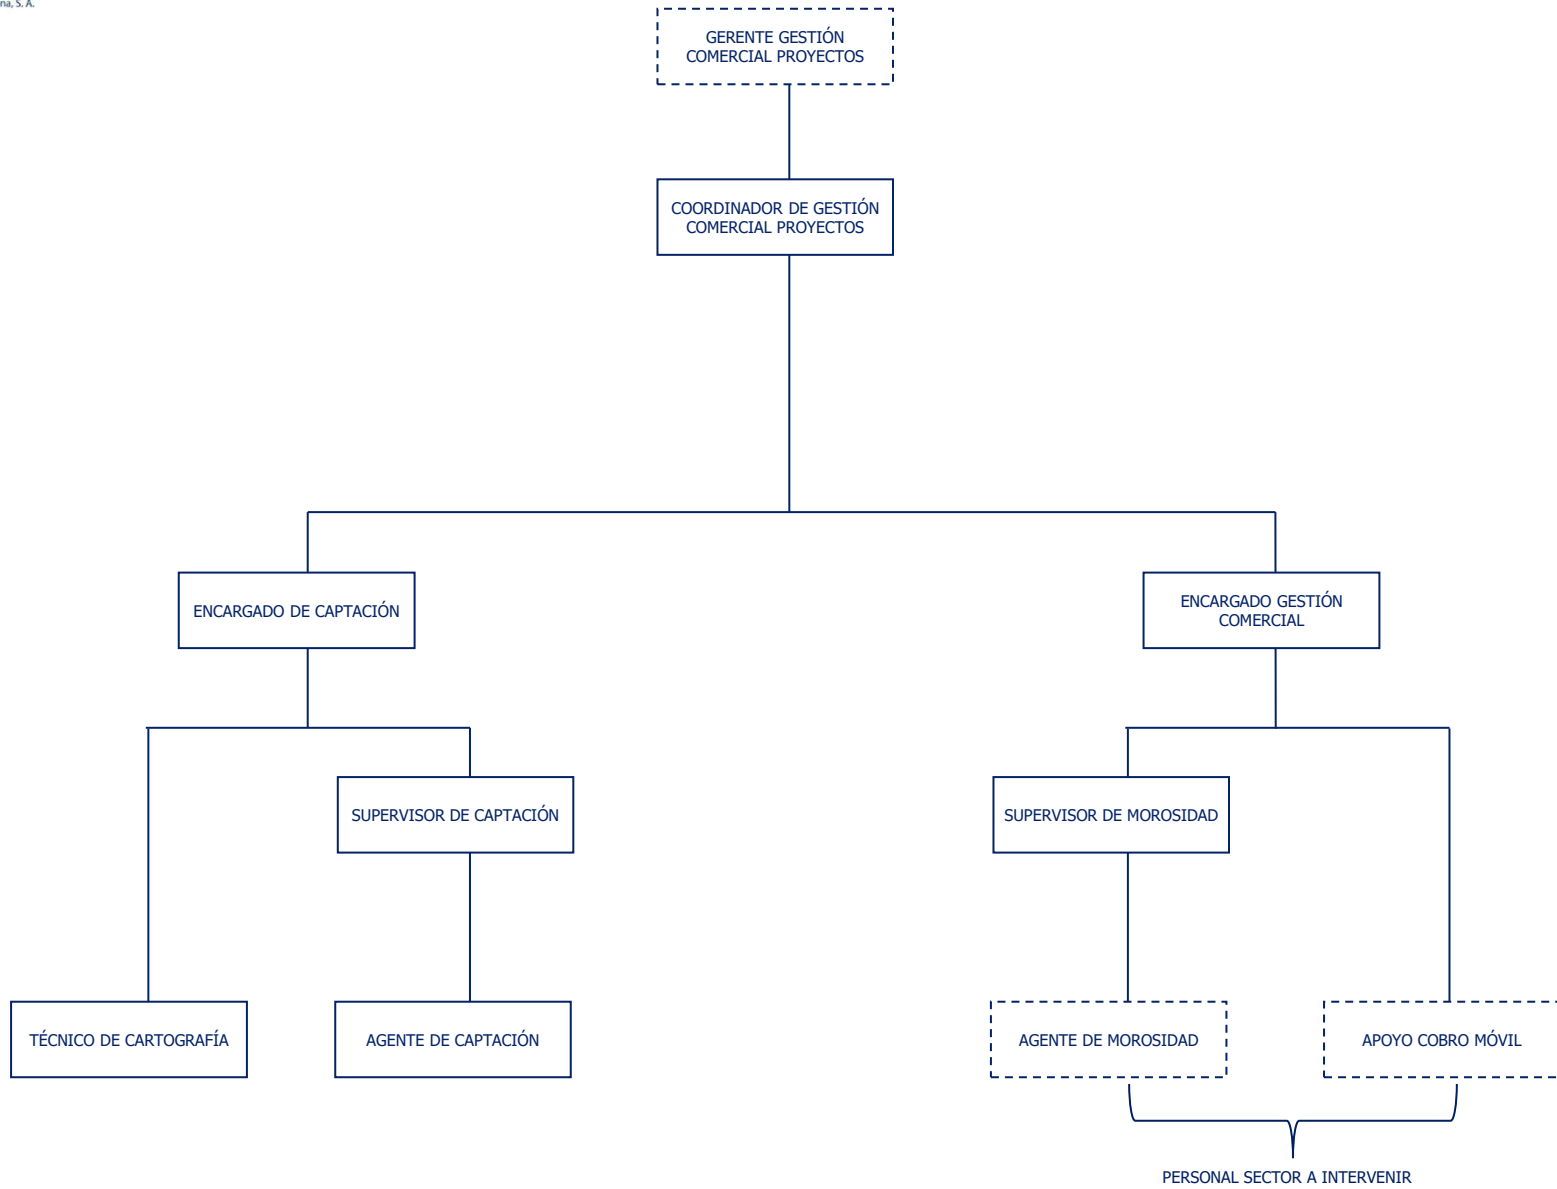 na, S. A.
GERENTE GESTIÓN
COMERCIAL PROYECTOS
COORDINADOR DE GESTIÓN
COMERCIAL PROYECTOS
ENCARGADO DE CAPTACIÓN
ENCARGADO GESTIÓN
COMERCIAL
SUPERVISOR DE CAPTACIÓN
SUPERVISOR DE MOROSIDAD
TÉCNICO DE CARTOGRAFÍA
AGENTE DE CAPTACIÓN
AGENTE DE MOROSIDAD
APOYO COBRO MÓVIL
PERSONAL SECTOR A INTERVENIR